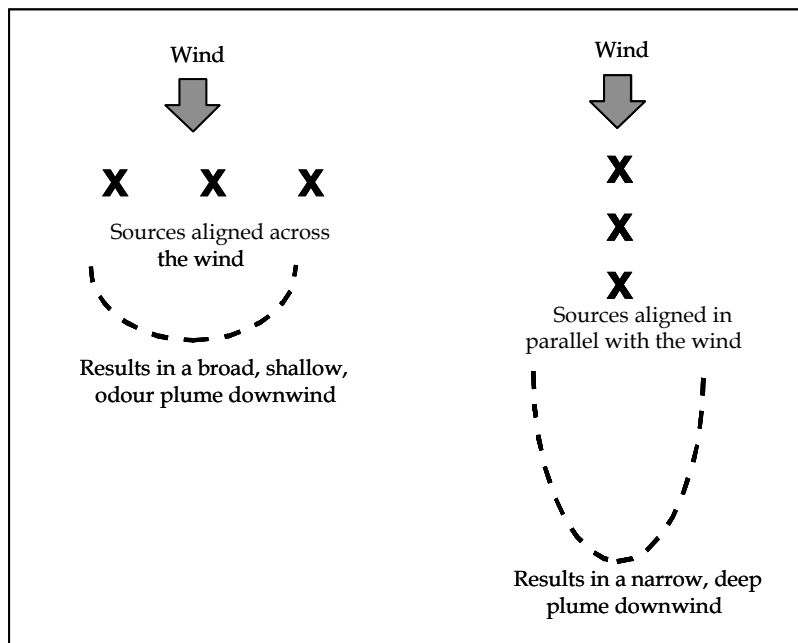 Wind
X X X
Sources aligned across
the wind
Results in a broad, shallow,
odour plume downwind
Wind
X
X
X
Sources aligned in
parallel with the wind
Results in a narrow, deep
plume downwind